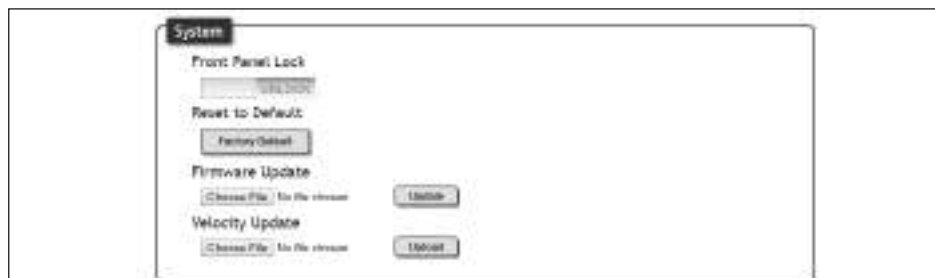 System
Front Panel Lock
Reset to Default
Factory Default
Firmware Update
Choose File No file chosen Update
Velocity Update
Choose File No file chosen